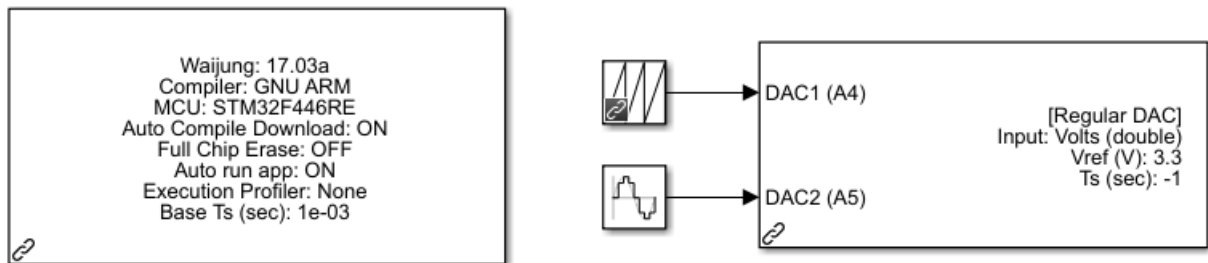 Waijung: 17.03a
Compiler: GNU ARM
MCU: STM32F446RE
Auto Compile Download: ON
Full Chip Erase: OFF
Auto run app: ON
Execution Profiler: None
Base Ts (sec): 1e-03
DAC1 (A4)
DAC2 (A5)
[Regular DAC]
Input: Volts (double)
Vref (V): 3.3
Ts (sec): -1